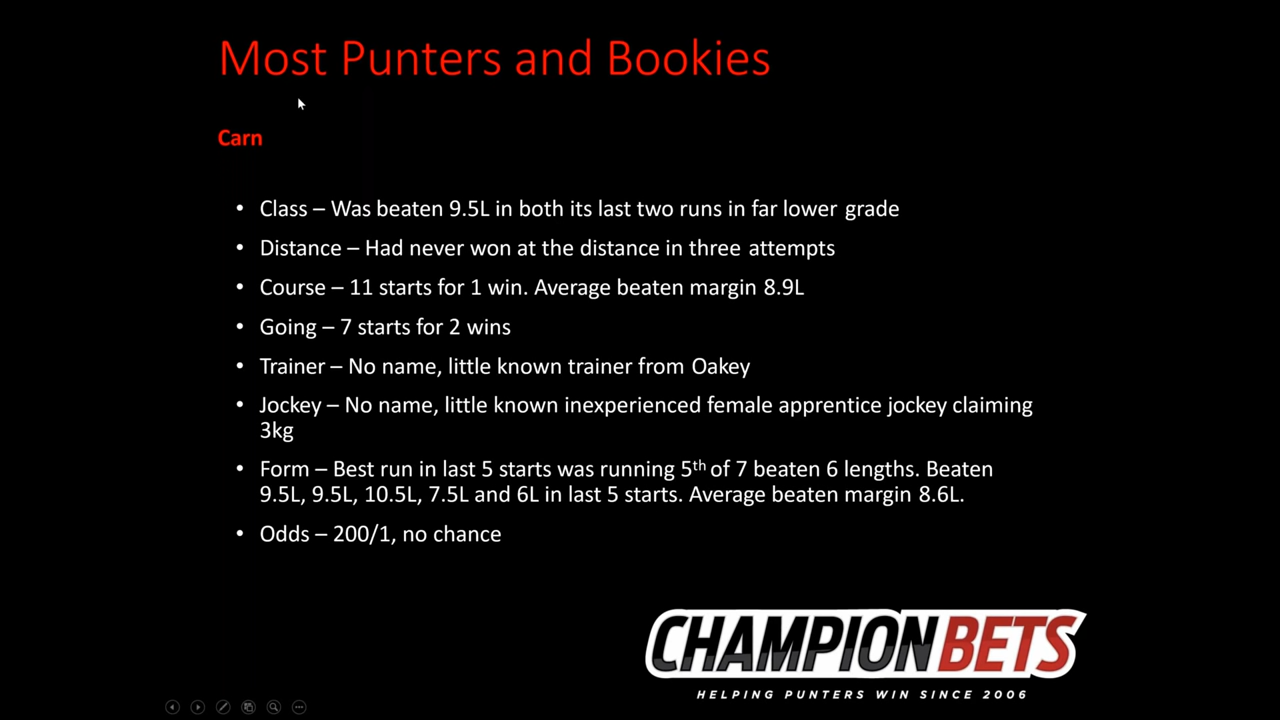 Most Punters and Bookies
Carn
• Class – Was beaten 9.5L in both its last two runs in far lower grade
• Distance – Had never won at the distance in three attempts
• Course – 11 starts for 1 win. Average beaten margin 8.9L
• Going – 7 starts for 2 wins
• Trainer – No name, little known trainer from Oakey
• Jockey – No name, little known inexperienced female apprentice jockey claiming
3kg
• Form – Best run in last 5 starts was running 5th of 7 beaten 6 lengths. Beaten
9.5L, 9.5L, 10.5L, 7.5L and 6L in last 5 starts. Average beaten margin 8.6L.
• Odds – 200/1, no chance
CHAMPIONBETS
HELPING PUNTERS WIN SINCE 2006